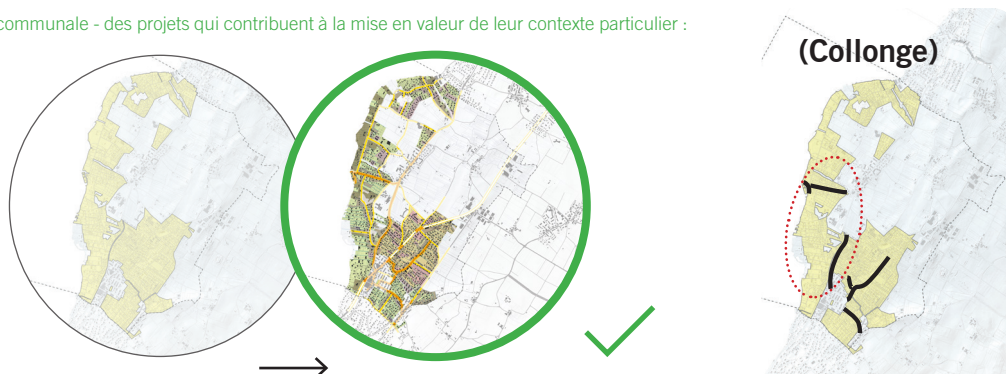 communale - des projets qui contribuent à la mise en valeur de leur contexte particulier :
(Collonge)